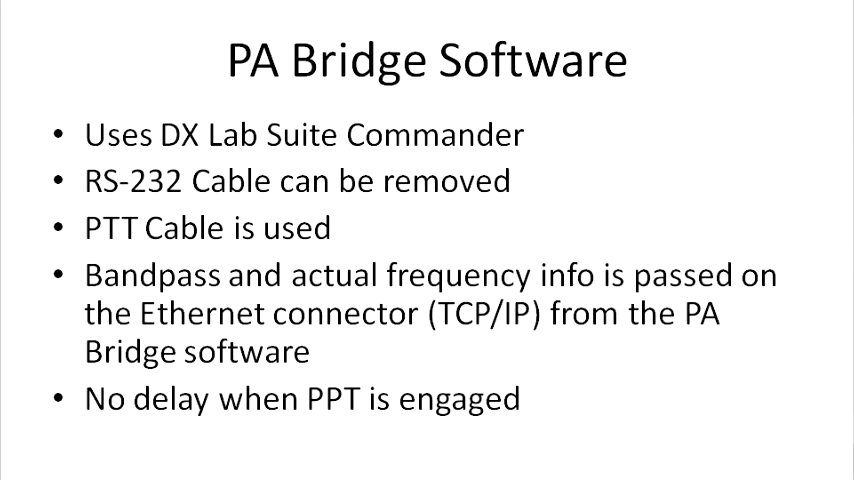 PA Bridge Software
• Uses DX Lab Suite Commander
• RS-232 Cable can be removed
• PTT Cable is used
• Bandpass and actual frequency info is passed on
the Ethernet connector (TCP/IP) from the PA
Bridge software
• No delay when PPT is engaged